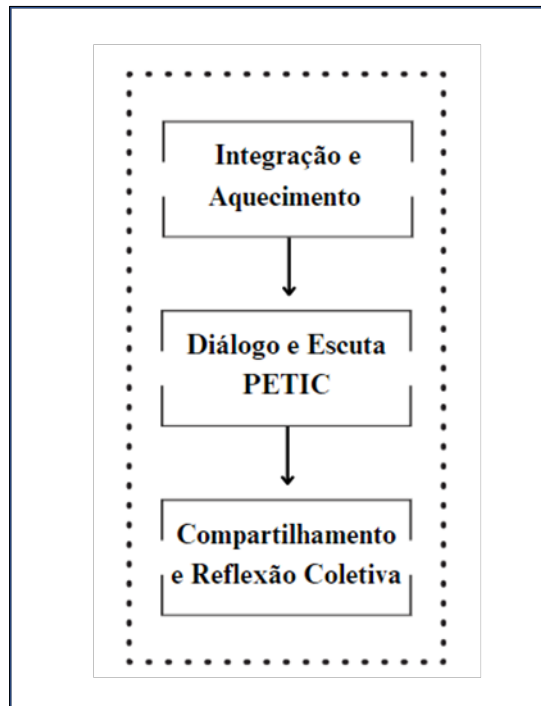 Integração e
Aquecimento
Diálogo e Escuta
PETIC
Compartilhamento
e Reflexão Coletiva